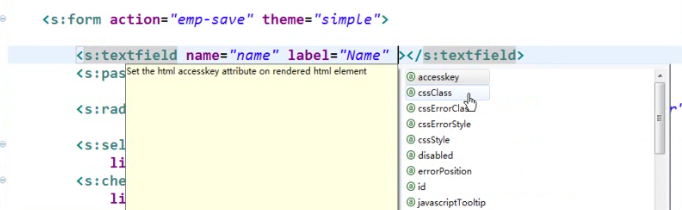 <s:form action="emp-save" theme="simple">
<s:textfield name="name" label="Name" ></s:textfield>
<s:pas
Set the html accesskey attribute on rendered html element
<s:rad
<s:sel
li
<s:che
li
accesskey
cssClass
cssErrorClass
cssErrorStyle
cssStyle
disabled
errorPosition
id
javascriptTooltip
r'